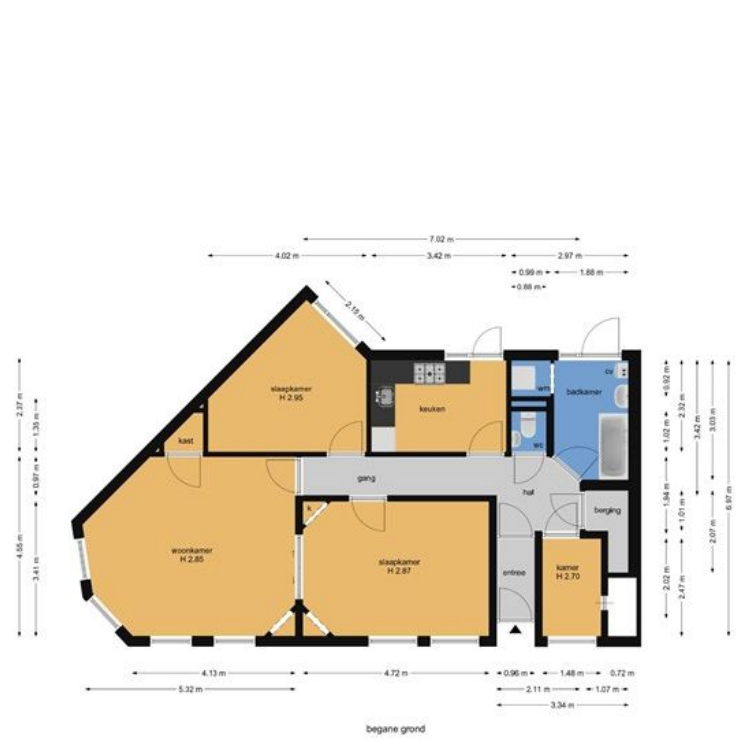 7.02 m
4.02 m
3.42 m
2.97 m
0.99 m
1.88 m
0.88 m
2.15 m
slaapkamer
H 2.95
keuken
wm
badkamer
cv
wc
kast
gang
hal
berging
k
woonkamer
H 2.85
slaapkamer
H 2.87
entree
kamer
H 2.70
2.37 m
4.55 m
1.35 m
0.97 m
3.41 m
0.92 m
1.02 m
1.94 m
2.02 m
2.32 m
1.01 m
2.47 m
3.42 m
3.03 m
2.07 m
6.97 m
4.13 m
4.72 m
0.96 m
1.48 m
0.72 m
5.32 m
2.11 m
1.07 m
3.34 m
begane grond